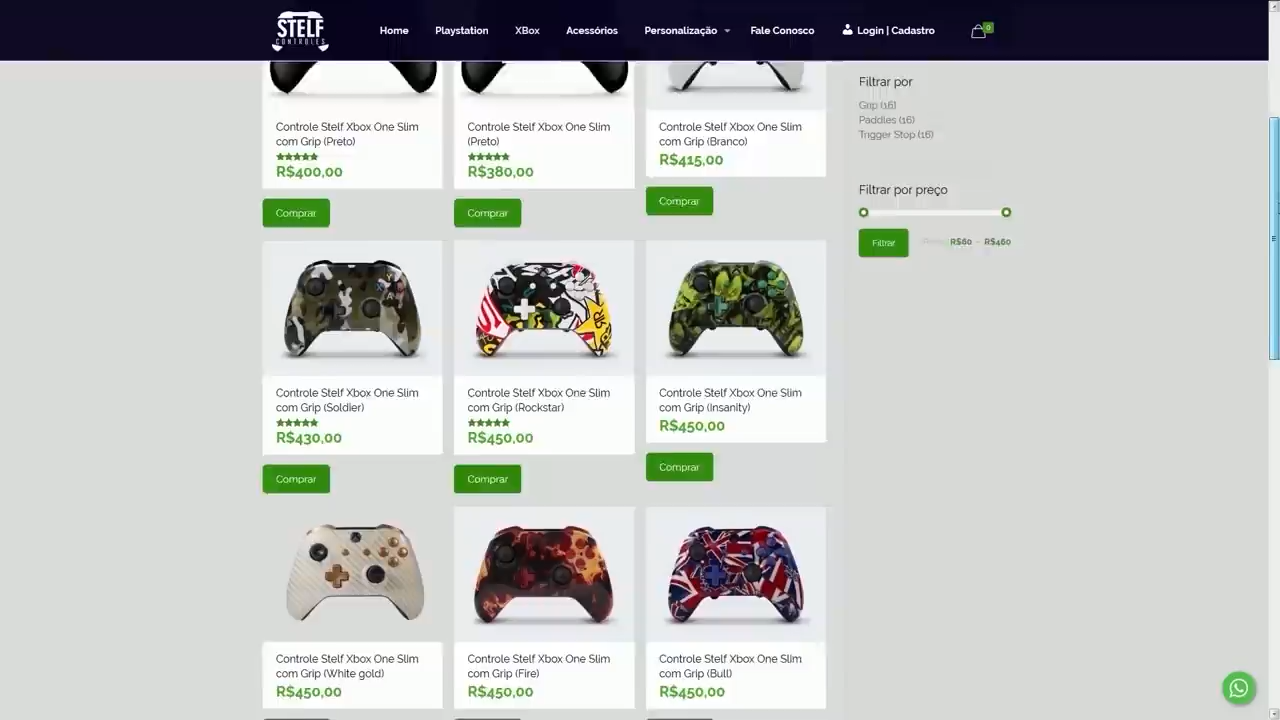 STELF
CONTROLES
Home
Playstation
XBox
Acessórios
Personalização
Fale Conosco
Login | Cadastro
0
Controle Stelf Xbox One Slim
com Grip (Preto)
R$400,00
Comprar
Controle Stelf Xbox One Slim
(Preto)
R$380,00
Comprar
Controle Stelf Xbox One Slim
com Grip (Branco)
R$415,00
Comprar
Filtrar por
Grip (16)
Paddles (16)
Trigger Stop (16)
Filtrar por preço
Filtrar
R$60 - R$460
Controle Stelf Xbox One Slim
com Grip (Soldier)
R$430,00
Comprar
Controle Stelf Xbox One Slim
com Grip (Rockstar)
R$450,00
Comprar
Controle Stelf Xbox One Slim
com Grip (Insanity)
R$450,00
Comprar
Controle Stelf Xbox One Slim
com Grip (White gold)
R$450,00
Controle Stelf Xbox One Slim
com Grip (Fire)
R$450,00
Controle Stelf Xbox One Slim
com Grip (Bull)
R$450,00